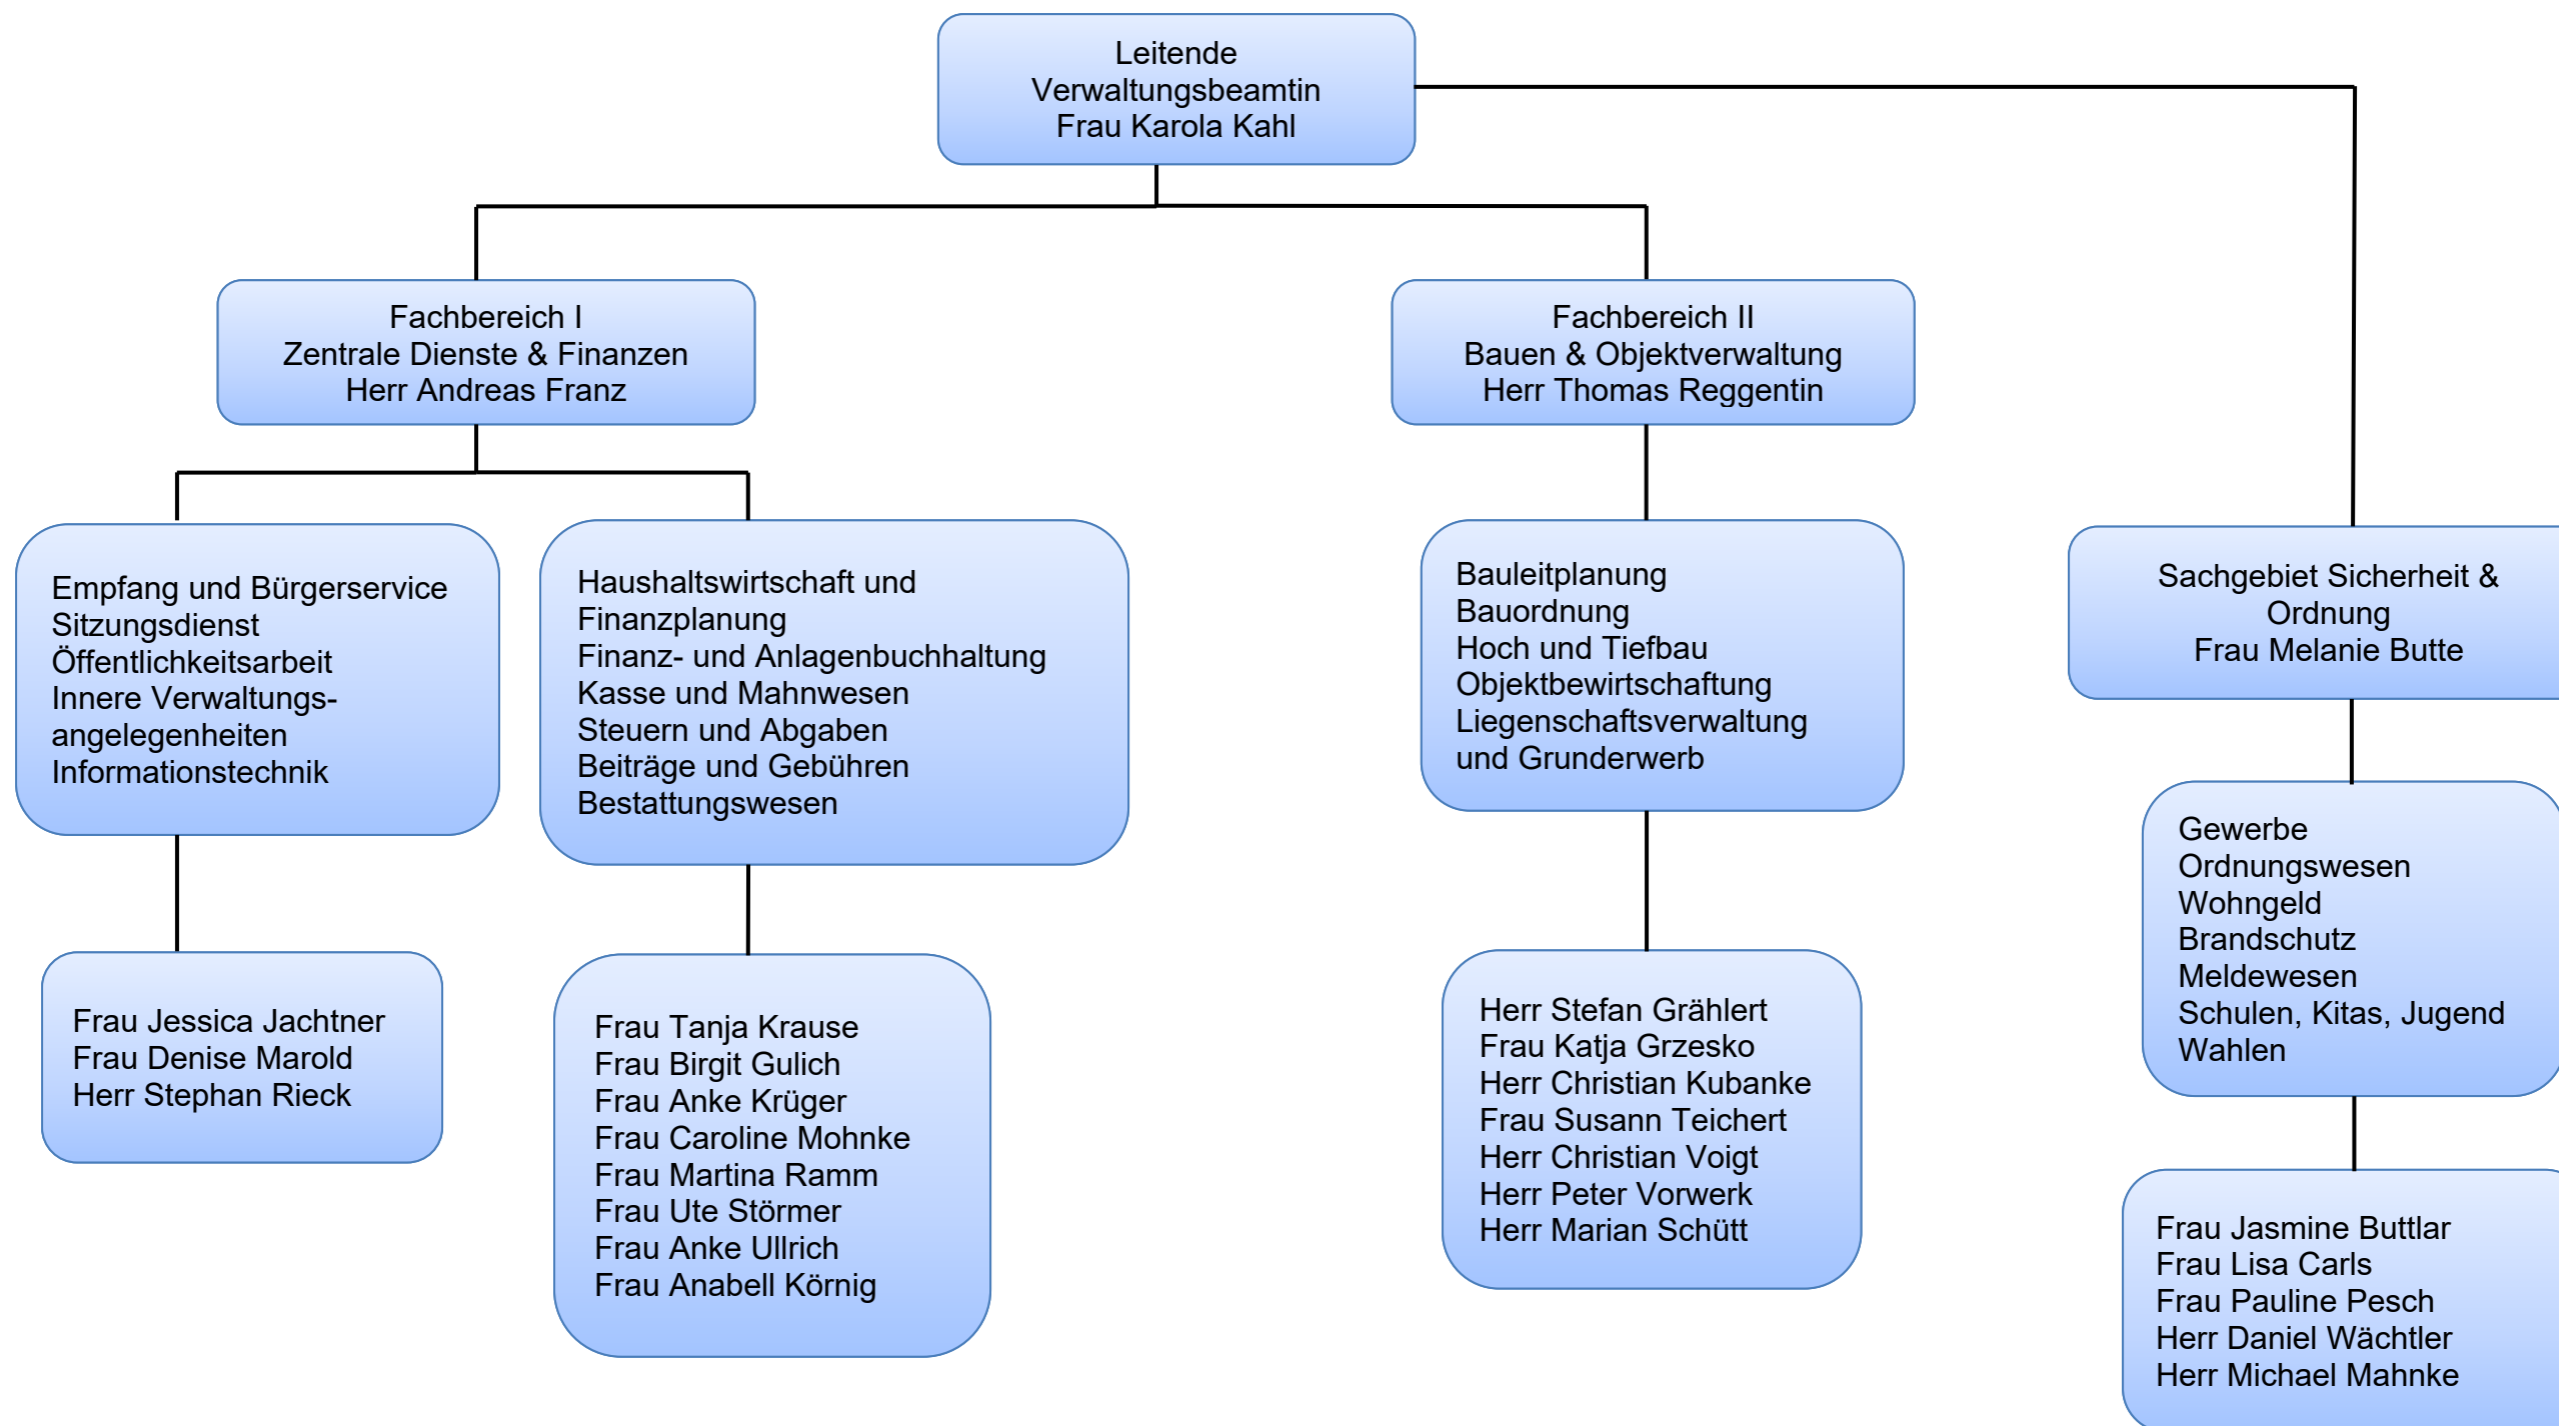 Leitende
Verwaltungsbeamtin
Frau Karola Kahl
Fachbereich I
Zentrale Dienste & Finanzen
Herr Andreas Franz
Fachbereich II
Bauen & Objektverwaltung
Herr Thomas Reggentin
Empfang und Bürgerservice
Sitzungsdienst
Öffentlichkeitsarbeit
Innere Verwaltungs-
angelegenheiten
Informationstechnik
Haushaltswirtschaft und
Finanzplanung
Finanz- und Anlagenbuchhaltung
Kasse und Mahnwesen
Steuern und Abgaben
Beiträge und Gebühren
Bestattungswesen
Bauleitplanung
Bauordnung
Hoch und Tiefbau
Objektbewirtschaftung
Liegenschaftsverwaltung
und Grunderwerb
Sachgebiet Sicherheit &
Ordnung
Frau Melanie Butte
Gewerbe
Ordnungswesen
Wohngeld
Brandschutz
Meldewesen
Schulen, Kitas, Jugend
Wahlen
Frau Jessica Jachtner
Frau Denise Marold
Herr Stephan Rieck
Frau Tanja Krause
Frau Birgit Gulich
Frau Anke Krüger
Frau Caroline Mohnke
Frau Martina Ramm
Frau Ute Störmer
Frau Anke Ullrich
Frau Anabell Körnig
Herr Stefan Grählert
Frau Katja Grzesko
Herr Christian Kubanke
Frau Susann Teichert
Herr Christian Voigt
Herr Peter Vorwerk
Herr Marian Schütt
Frau Jasmine Buttlar
Frau Lisa Carls
Frau Pauline Pesch
Herr Daniel Wächtler
Herr Michael Mahnke